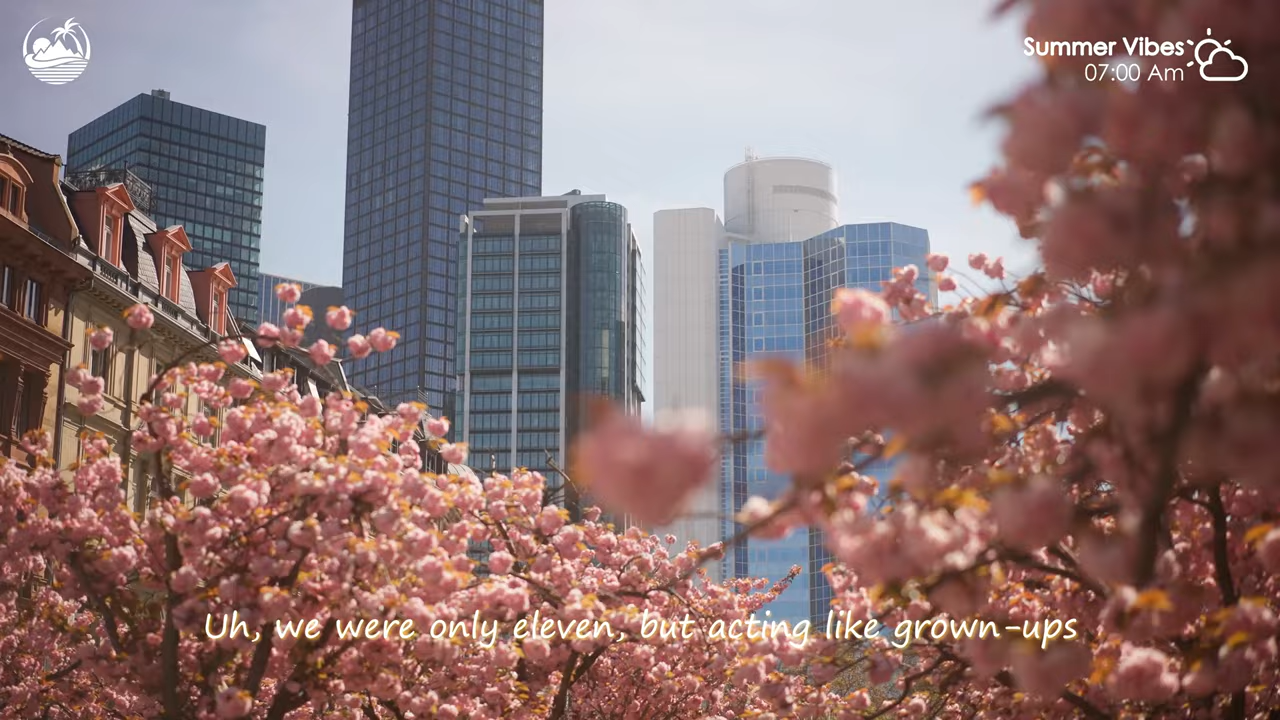 Summer Vibes
07:00 Am
Uh, we were only eleven, but acting like grown-ups